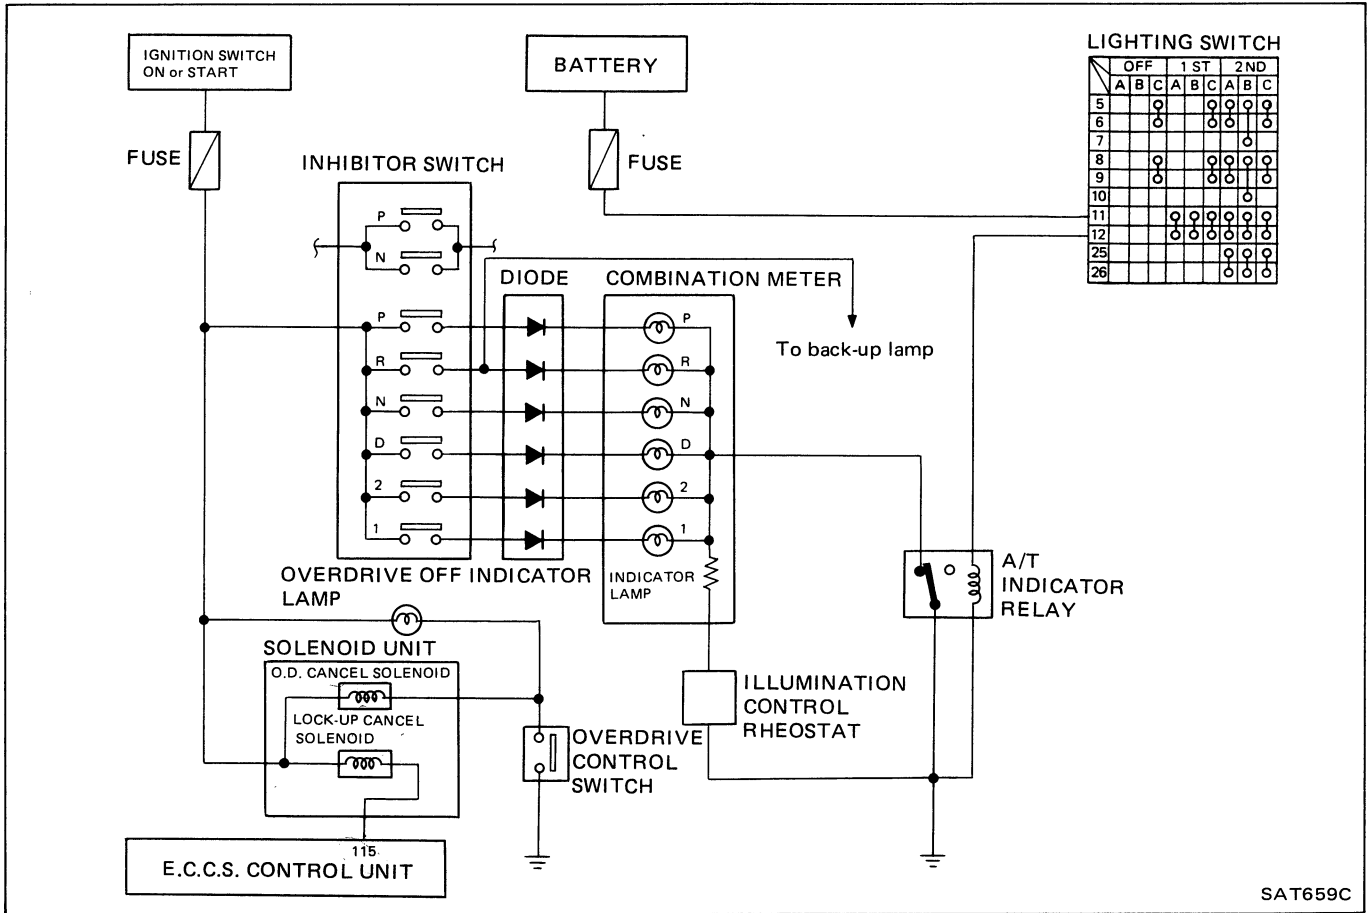 IGNITION SWITCH
ON or START
BATTERY
LIGHTING SWITCH
OFF 1 ST 2 ND
A B C A B C A B C
5
6
7
8
9
10
11
12
25
26
FUSE
FUSE
INHIBITOR SWITCH
P
N
DIODE
COMBINATION METER
P
R
N
D
2
1
P
R
N
D
2
1
To back-up lamp
INDICATOR
LAMP
OVERDRIVE OFF INDICATOR
LAMP
A/T
INDICATOR
RELAY
SOLENOID UNIT
O.D. CANCEL SOLENOID
LOCK-UP CANCEL
SOLENOID
ILLUMINATION
CONTROL
RHEOSTAT
OVERDRIVE
CONTROL
SWITCH
115
E.C.C.S. CONTROL UNIT
SAT659C